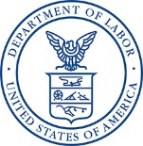 DEPARTMENT OF LABOR
UNITED STATES OF AMERICA